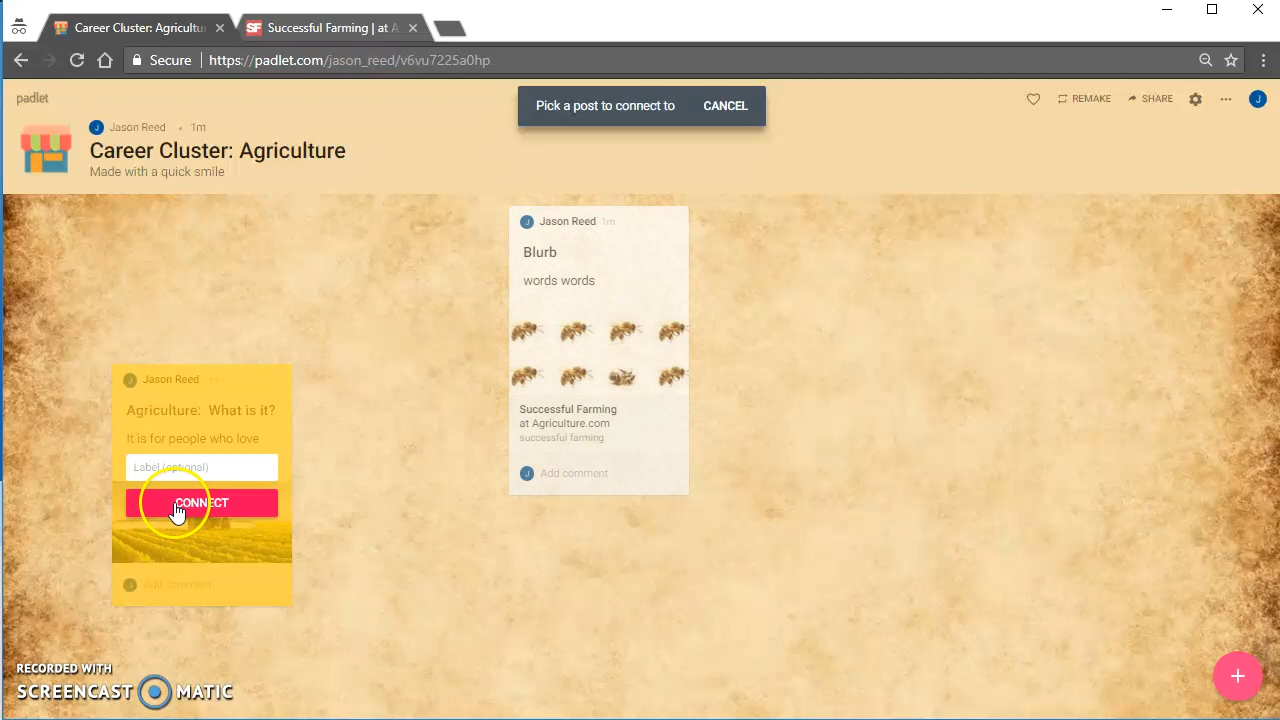 Career Cluster: Agricultu
Successful Farming | at A
Secure
https://padlet.com/jason_reed/v6vu7225a0hp
padlet
Pick a post to connect to CANCEL
REMAKE SHARE
J
J Jason Reed • 1m
Career Cluster: Agriculture
Made with a quick smile
J Jason Reed 1m
Blurb
words words
Successful Farming
at Agriculture.com
successful farming
J Add comment
J Jason Reed
Agriculture: What is it?
It is for people who love
Label (optional)
CONNECT
J Add comment
RECORDED WITH
SCREENCAST MATIC